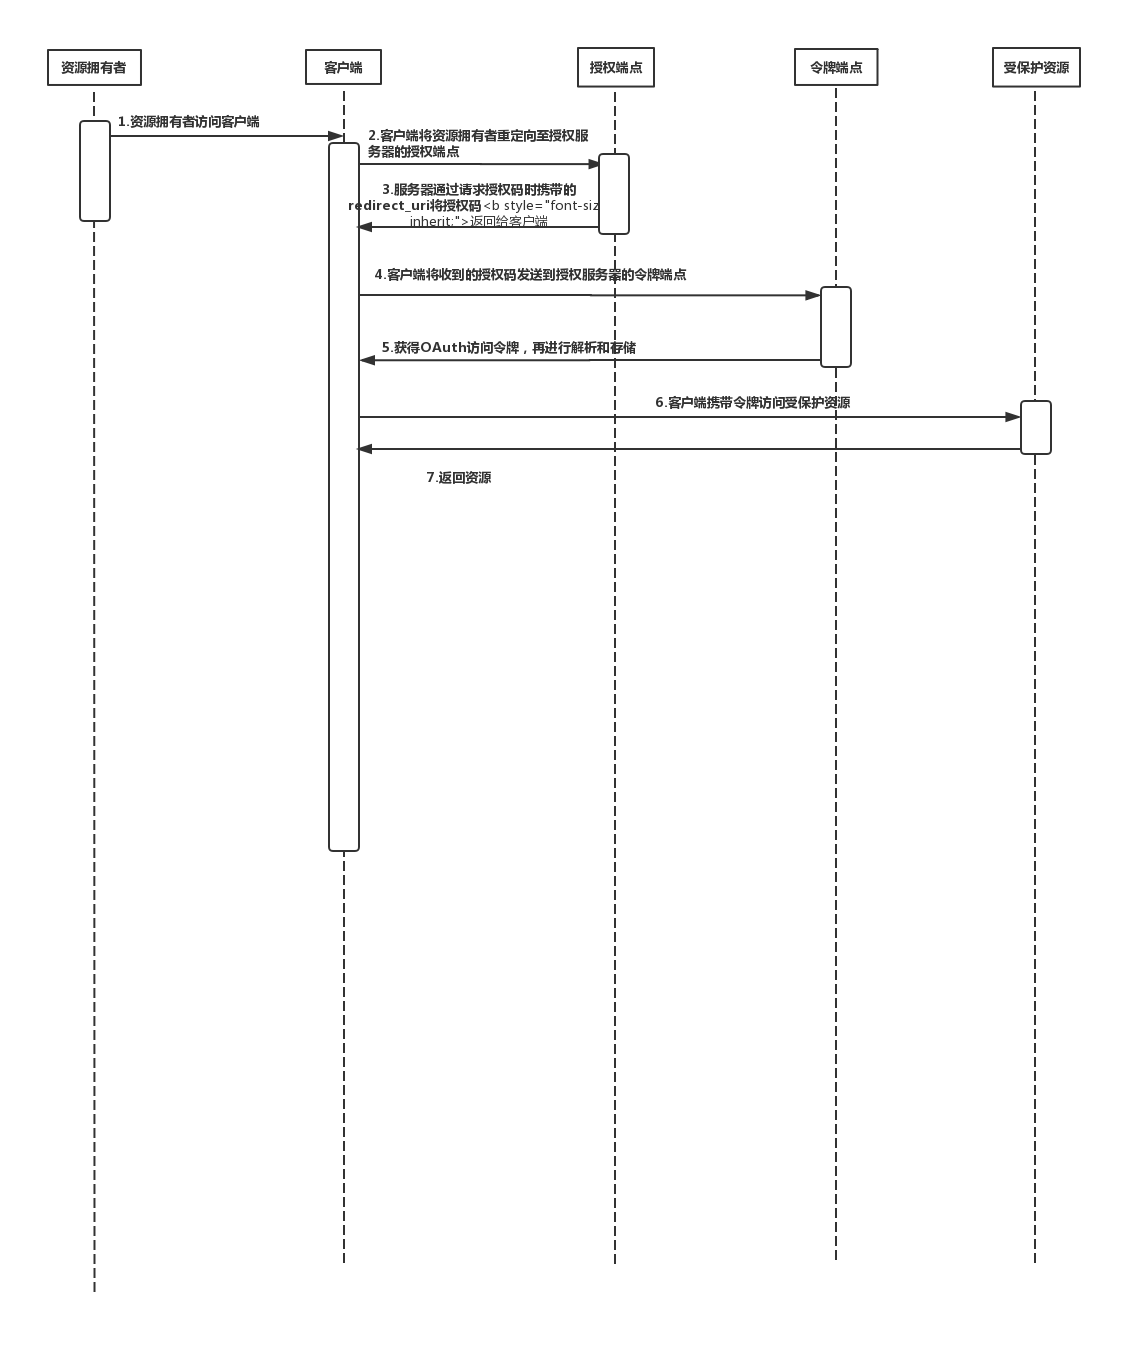 资源拥有者
客户端
授权端点
令牌端点
受保护资源
1.资源拥有者访问客户端
2.客户端将资源拥有者重定向至授权服
务器的授权端点
3.服务器通过请求授权码时携带的
redirect_uri将授权码<b style="font-siz
inherit;">返回给客户端
4.客户端将收到的授权码发送到授权服务器的令牌端点
5.获得OAuth访问令牌，再进行解析和存储
6.客户端携带令牌访问受保护资源
7.返回资源